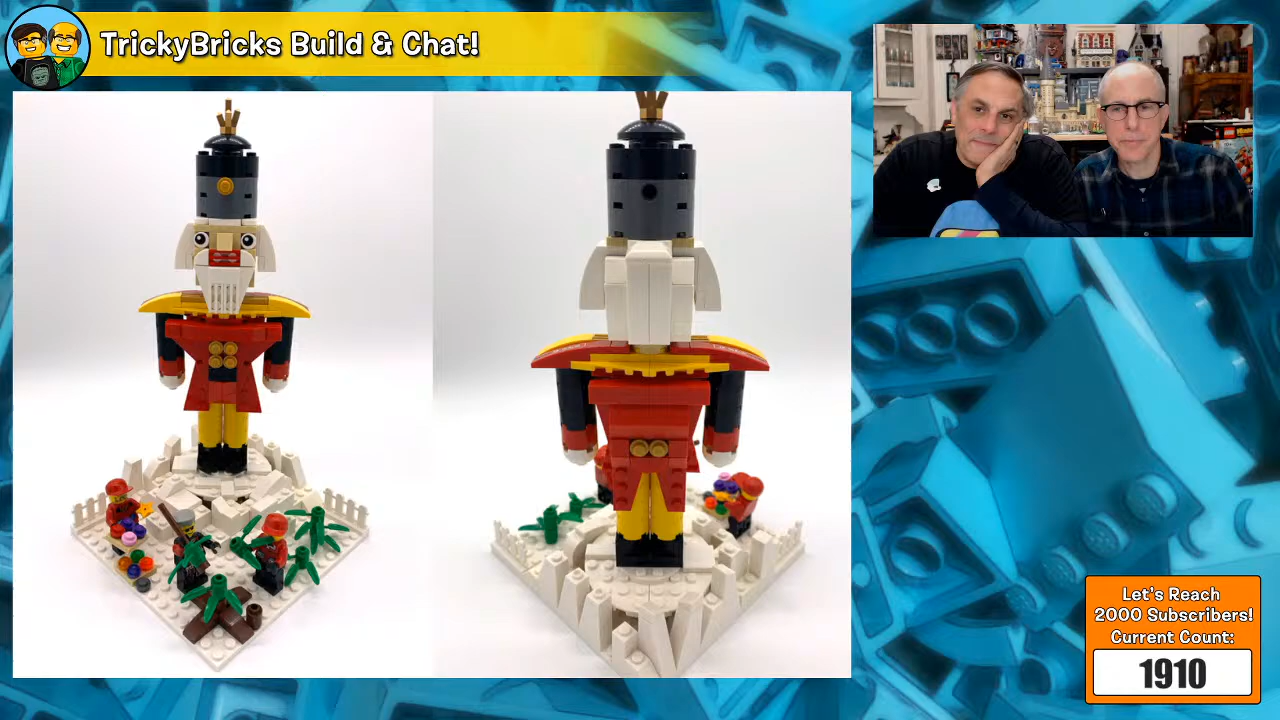 TrickyBricks Build & Chat!
Let's Reach
2000 Subscribers!
Current Count:
1910